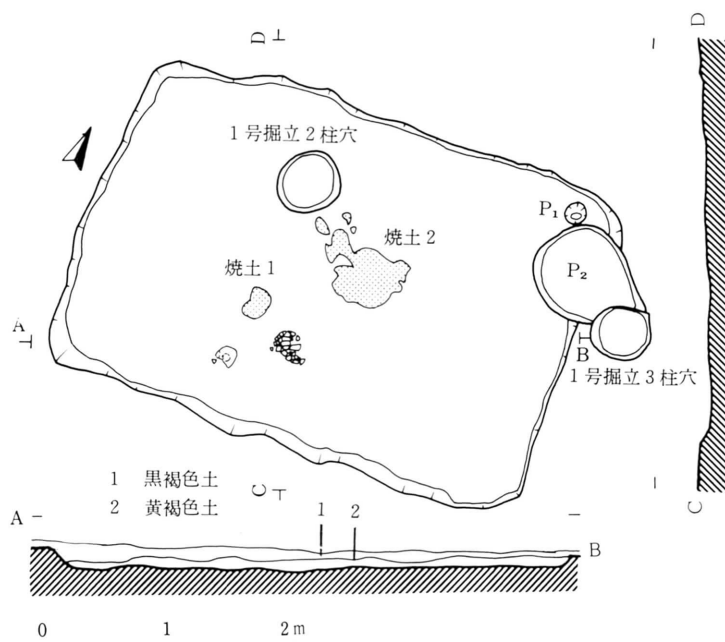 D
D
1号掘立2柱穴
P₁
焼土2
P₂
焼土1
A
B
1号掘立3柱穴
1 黒褐色土
2 黄褐色土
C
C
A
1 2
B
0 1 2m